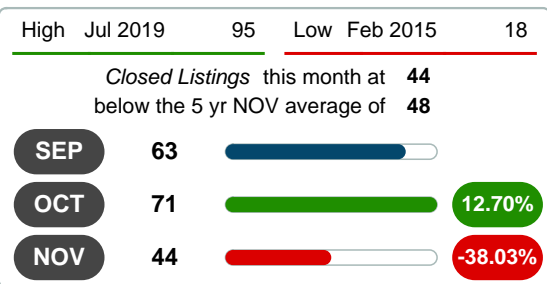 High Jul 2019 95 Low Feb 2015 18
Closed Listings this month at 44
below the 5 yr NOV average of 48
SEP 63
OCT 71 12.70%
NOV 44 -38.03%